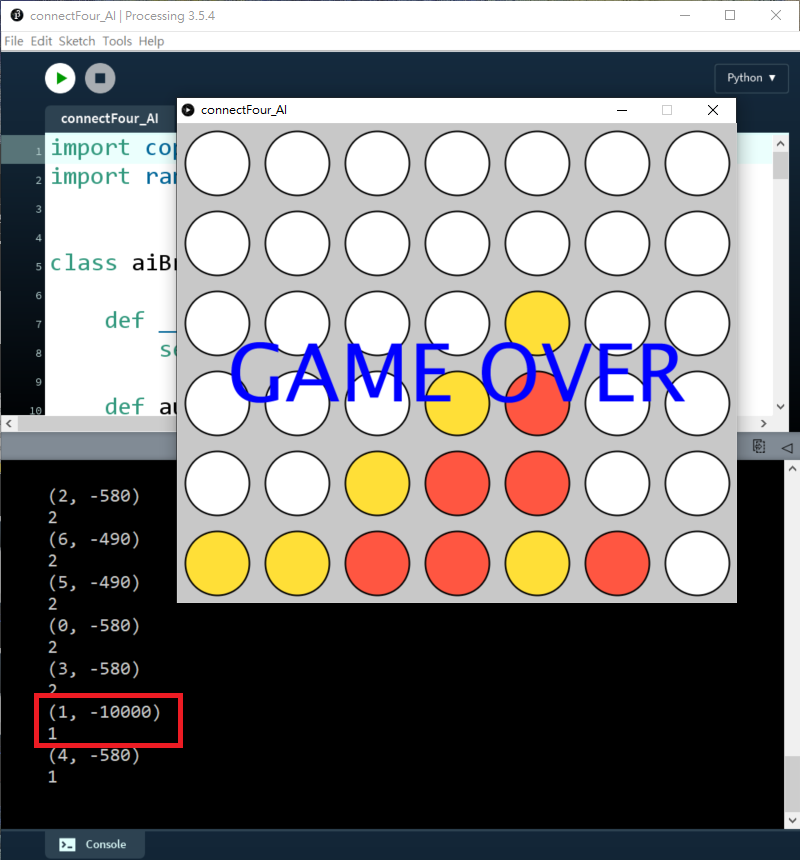 connectFour_AI | Processing 3.5.4
File Edit Sketch Tools Help
Python ▼
connectFour_AI
connectFour_AI
1 import cop
2 import ran
3
4
5 class aiBr
6
7 def __
8 se
9
10 def au
GAME OVER
(2, -580)
2
(6, -490)
2
(5, -490)
2
(0, -580)
2
(3, -580)
2
(1, -10000)
1
(4, -580)
1
Console